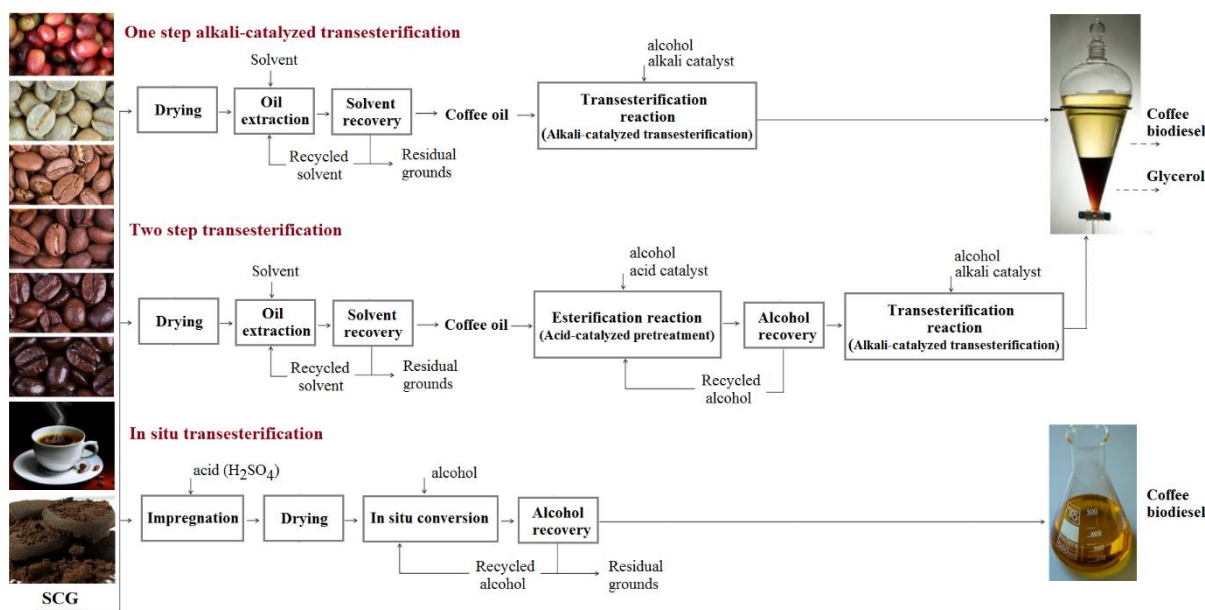 One step alkali-catalyzed transesterification
Solvent
alcohol
alkali catalyst
Drying
Oil
extraction
Solvent
recovery
Coffee oil
Transesterification
reaction
(Alkali-catalyzed transesterification)
Recycled
solvent
Residual
grounds
Coffee
biodiesel
Glycerol
Two step transesterification
Solvent
alcohol
acid catalyst
alcohol
alkali catalyst
Drying
Oil
extraction
Solvent
recovery
Coffee oil
Esterification reaction
(Acid-catalyzed pretreatment)
Alcohol
recovery
Transesterification
reaction
(Alkali-catalyzed transesterification)
Recycled
solvent
Residual
grounds
Recycled
alcohol
In situ transesterification
acid (H2SO4)
alcohol
Impregnation
Drying
In situ conversion
Alcohol
recovery
Recycled
alcohol
Residual
grounds
Coffee
biodiesel
SCG